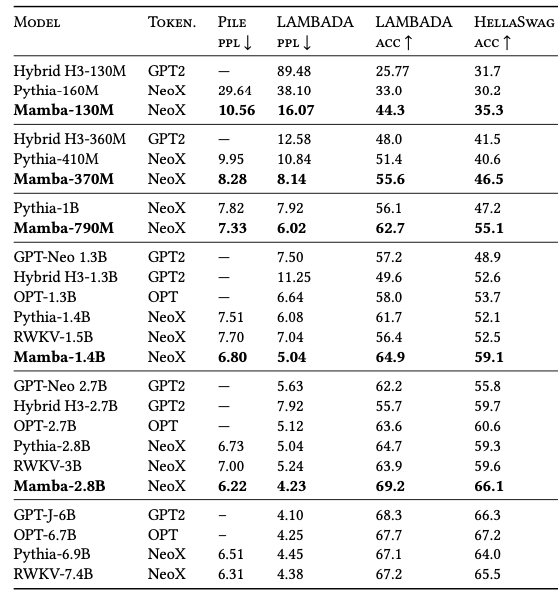 MODEL TOKEN. PILE LAMBADA LAMBADA HELLASWAG
PPL ↓ PPL ↓ ACC ↑ ACC ↑
Hybrid H3-130M GPT2 — 89.48 25.77 31.7
Pythia-160M NeoX 29.64 38.10 33.0 30.2
Mamba-130M NeoX 10.56 16.07 44.3 35.3
Hybrid H3-360M GPT2 — 12.58 48.0 41.5
Pythia-410M NeoX 9.95 10.84 51.4 40.6
Mamba-370M NeoX 8.28 8.14 55.6 46.5
Pythia-1B NeoX 7.82 7.92 56.1 47.2
Mamba-790M NeoX 7.33 6.02 62.7 55.1
GPT-Neo 1.3B GPT2 — 7.50 57.2 48.9
Hybrid H3-1.3B GPT2 — 11.25 49.6 52.6
OPT-1.3B OPT — 6.64 58.0 53.7
Pythia-1.4B NeoX 7.51 6.08 61.7 52.1
RWKV-1.5B NeoX 7.70 7.04 56.4 52.5
Mamba-1.4B NeoX 6.80 5.04 64.9 59.1
GPT-Neo 2.7B GPT2 — 5.63 62.2 55.8
Hybrid H3-2.7B GPT2 — 7.92 55.7 59.7
OPT-2.7B OPT — 5.12 63.6 60.6
Pythia-2.8B NeoX 6.73 5.04 64.7 59.3
RWKV-3B NeoX 7.00 5.24 63.9 59.6
Mamba-2.8B NeoX 6.22 4.23 69.2 66.1
GPT-J-6B GPT2 – 4.10 68.3 66.3
OPT-6.7B OPT – 4.25 67.7 67.2
Pythia-6.9B NeoX 6.51 4.45 67.1 64.0
RWKV-7.4B NeoX 6.31 4.38 67.2 65.5